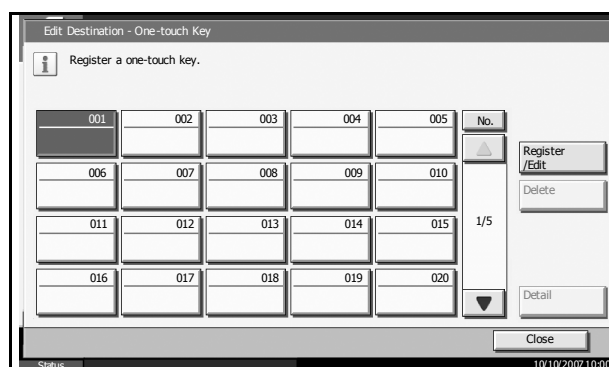 Edit Destination - One-touch Key
Register a one-touch key.
001 002 003 004 005 No.
Register
/Edit
006 007 008 009 010
Delete
011 012 013 014 015 1/5
016 017 018 019 020
Detail
Close
Status 10/10/2007 10:00